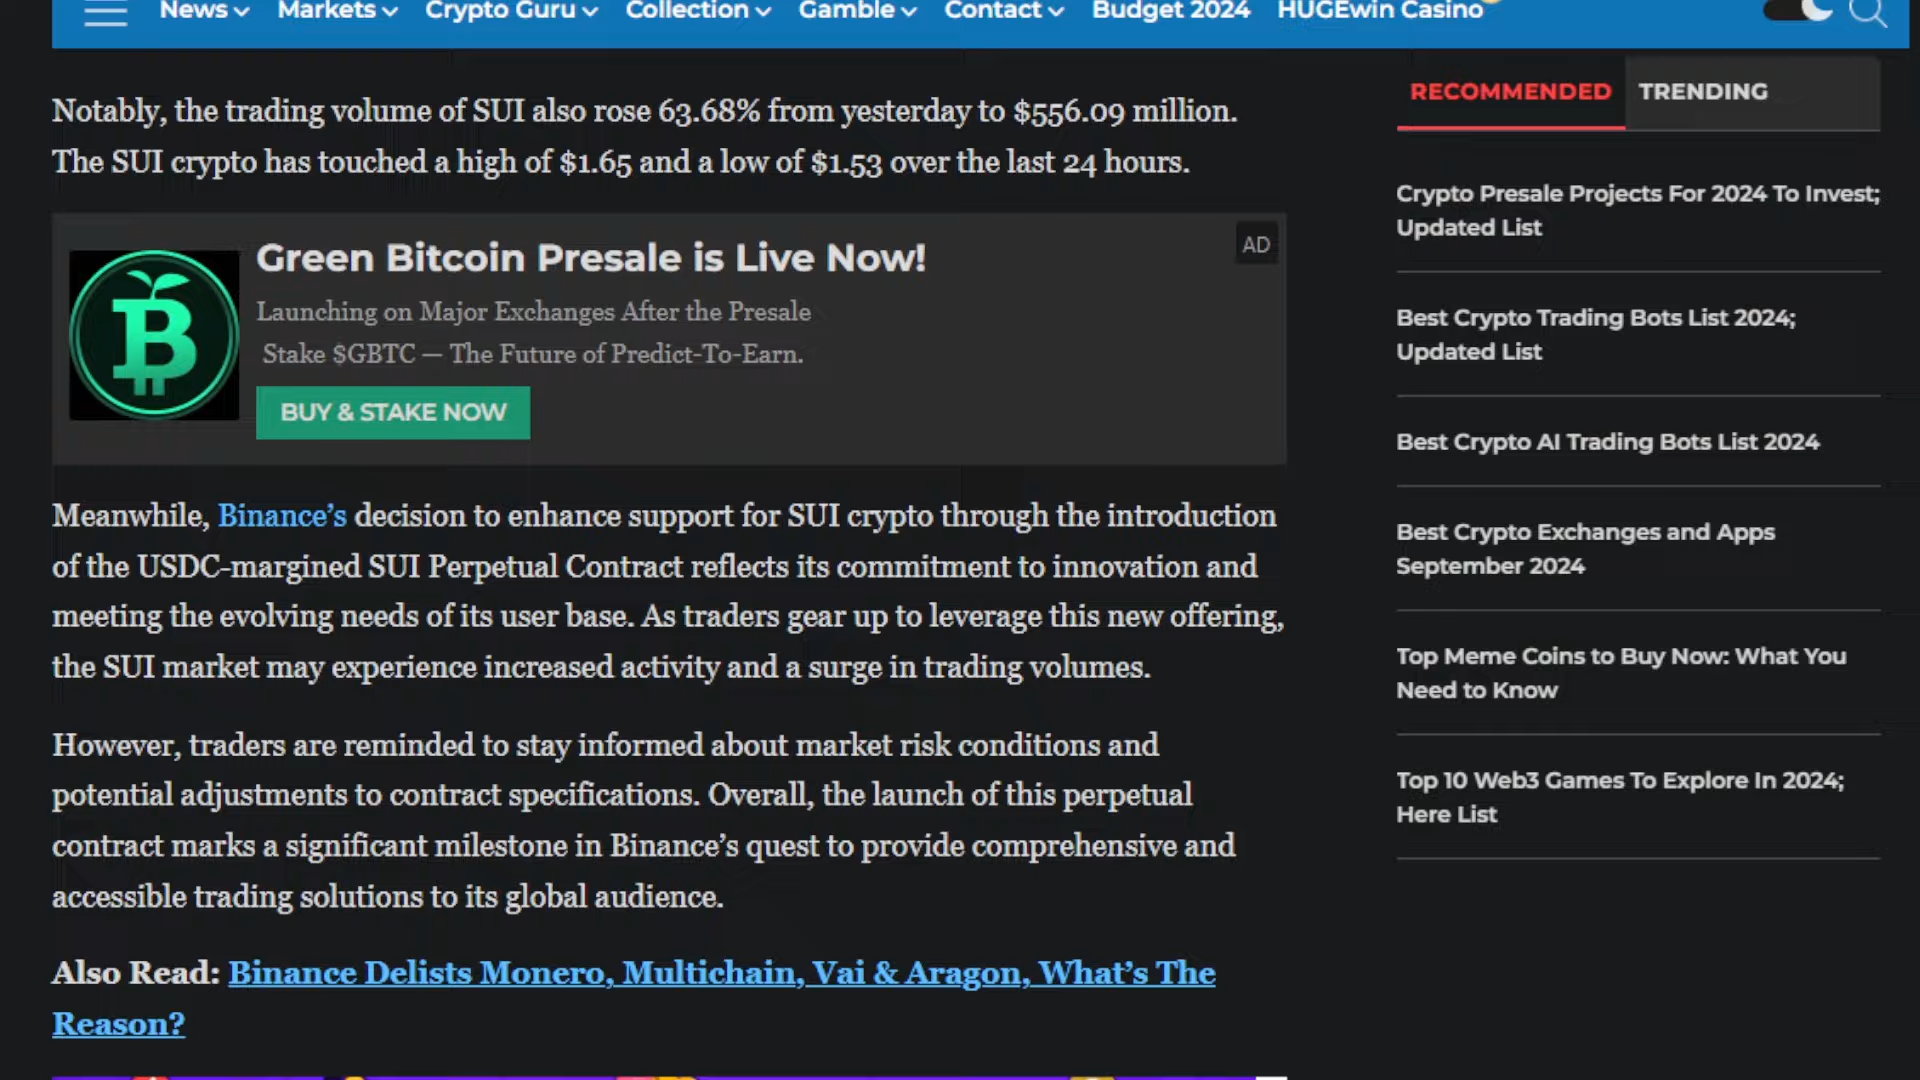 News
Markets
Crypto Guru
Collection
Gamble
Contact
Budget 2024
HUGEwin Casino
Notably, the trading volume of SUI also rose 63.68% from yesterday to $556.09 million.
The SUI crypto has touched a high of $1.65 and a low of $1.53 over the last 24 hours.
Green Bitcoin Presale is Live Now!
AD
Launching on Major Exchanges After the Presale
Stake $GBTC — The Future of Predict-To-Earn.
BUY & STAKE NOW
Meanwhile, Binance’s decision to enhance support for SUI crypto through the introduction
of the USDC-margined SUI Perpetual Contract reflects its commitment to innovation and
meeting the evolving needs of its user base. As traders gear up to leverage this new offering,
the SUI market may experience increased activity and a surge in trading volumes.
However, traders are reminded to stay informed about market risk conditions and
potential adjustments to contract specifications. Overall, the launch of this perpetual
contract marks a significant milestone in Binance’s quest to provide comprehensive and
accessible trading solutions to its global audience.
Also Read: Binance Delists Monero, Multichain, Vai & Aragon, What’s The
Reason?
RECOMMENDED
TRENDING
Crypto Presale Projects For 2024 To Invest;
Updated List
Best Crypto Trading Bots List 2024;
Updated List
Best Crypto AI Trading Bots List 2024
Best Crypto Exchanges and Apps
September 2024
Top Meme Coins to Buy Now: What You
Need to Know
Top 10 Web3 Games To Explore In 2024;
Here List